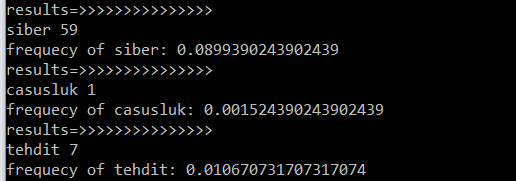 results=>>>>>>>>>>>>>>>
siber 59
frequecy of siber: 0.0899390243902439
results=>>>>>>>>>>>>>>>
casusluk 1
frequecy of casusluk: 0.001524390243902439
results=>>>>>>>>>>>>>>>
tehdit 7
frequecy of tehdit: 0.010670731707317074